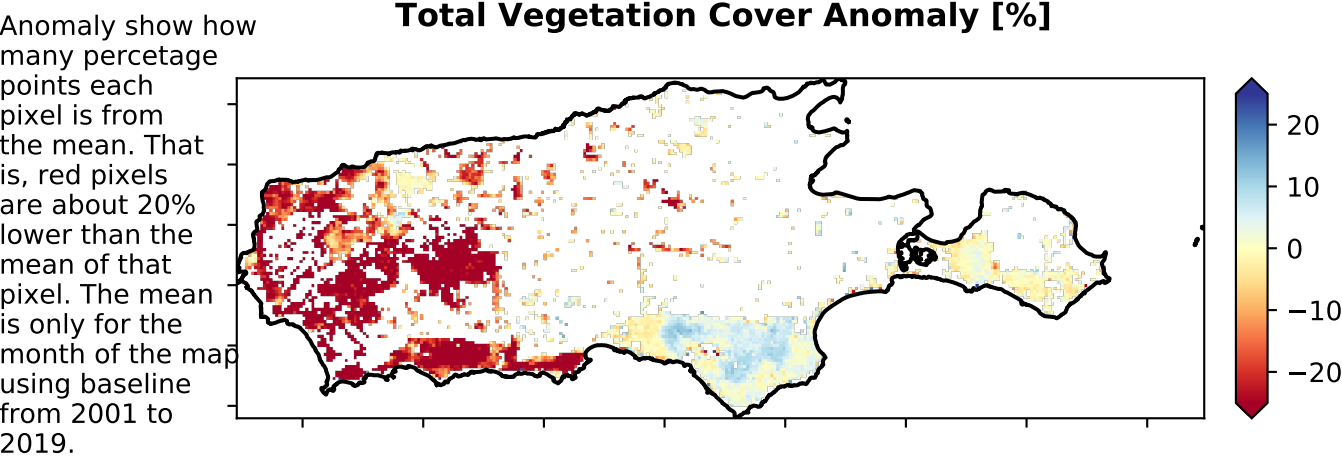 Total Vegetation Cover Anomaly [%]
Anomaly show how
many percetage
points each
pixel is from
the mean. That
is, red pixels
are about 20%
lower than the
mean of that
pixel. The mean
is only for the
month of the map
using baseline
from 2001 to
2019.
20
10
0
−10
−20